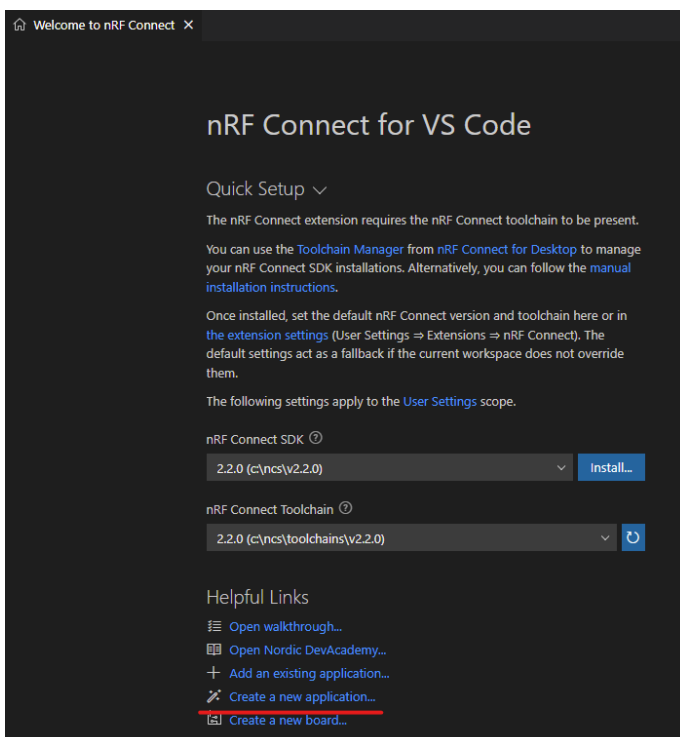 Welcome to nRF Connect
nRF Connect for VS Code
Quick Setup
The nRF Connect extension requires the nRF Connect toolchain to be present.
You can use the Toolchain Manager from nRF Connect for Desktop to manage
your nRF Connect SDK installations. Alternatively, you can follow the manual
installation instructions.
Once installed, set the default nRF Connect version and toolchain here or in
the extension settings (User Settings ⇒ Extensions ⇒ nRF Connect). The
default settings act as a fallback if the current workspace does not override
them.
The following settings apply to the User Settings scope.
nRF Connect SDK
2.2.0 (c:\ncs\v2.2.0)
Install...
nRF Connect Toolchain
2.2.0 (c:\ncs\toolchains\v2.2.0)
Helpful Links
Open walkthrough...
Open Nordic DevAcademy...
Add an existing application...
Create a new application...
Create a new board...